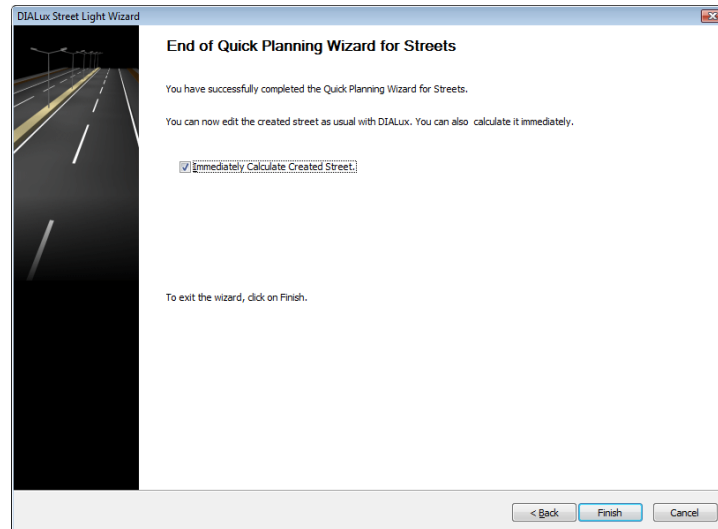 DIALux Street Light Wizard
End of Quick Planning Wizard for Streets
You have successfully completed the Quick Planning Wizard for Streets.
You can now edit the created street as usual with DIALux. You can also calculate it immediately.
Immediately Calculate Created Street.
To exit the wizard, click on Finish.
< Back Finish Cancel